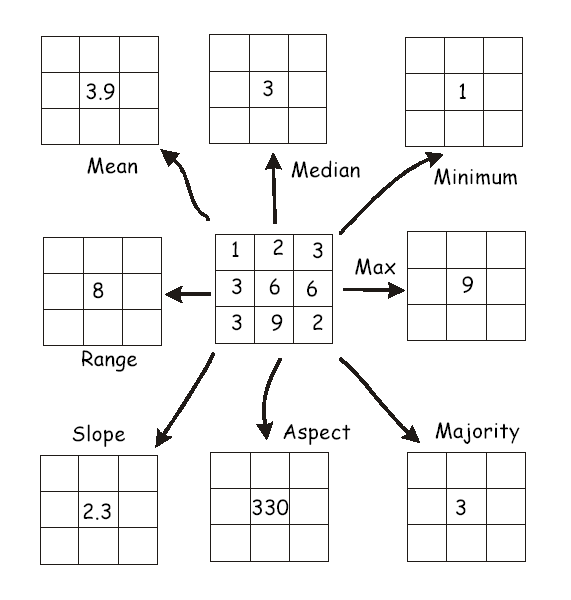 3.9
3
1
Mean
Median
Minimum
1 2 3
3 6 6
3 9 2
Max
8
9
Range
Slope
Aspect
Majority
2.3
330
3